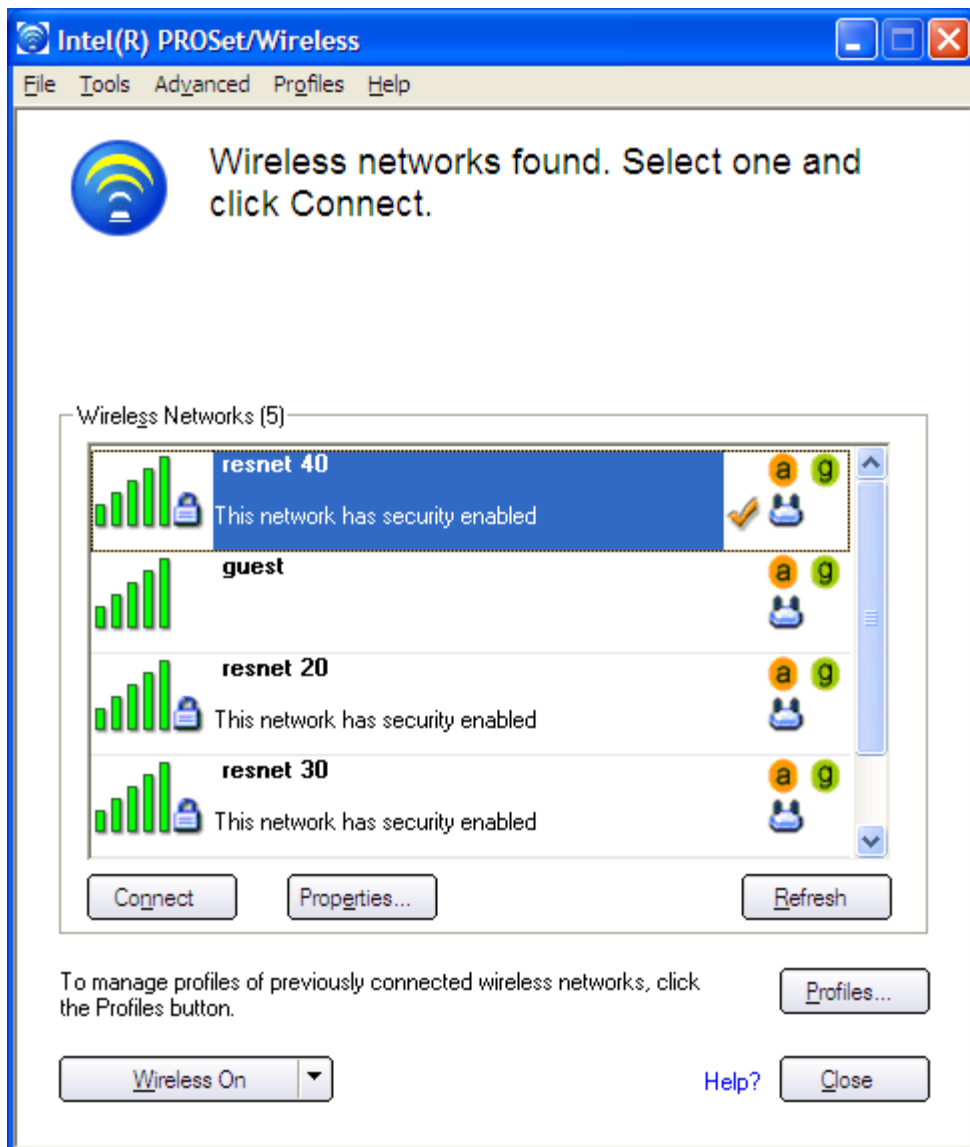 Intel(R) PROSet/Wireless
File Tools Advanced Profiles Help
Wireless networks found. Select one and
click Connect.
Wireless Networks (5)
resnet 40
a g
This network has security enabled
guest
a g
resnet 20
a g
This network has security enabled
resnet 30
a g
This network has security enabled
Connect Properties... Refresh
To manage profiles of previously connected wireless networks, click
the Profiles button.
Profiles...
Wireless On Help? Close